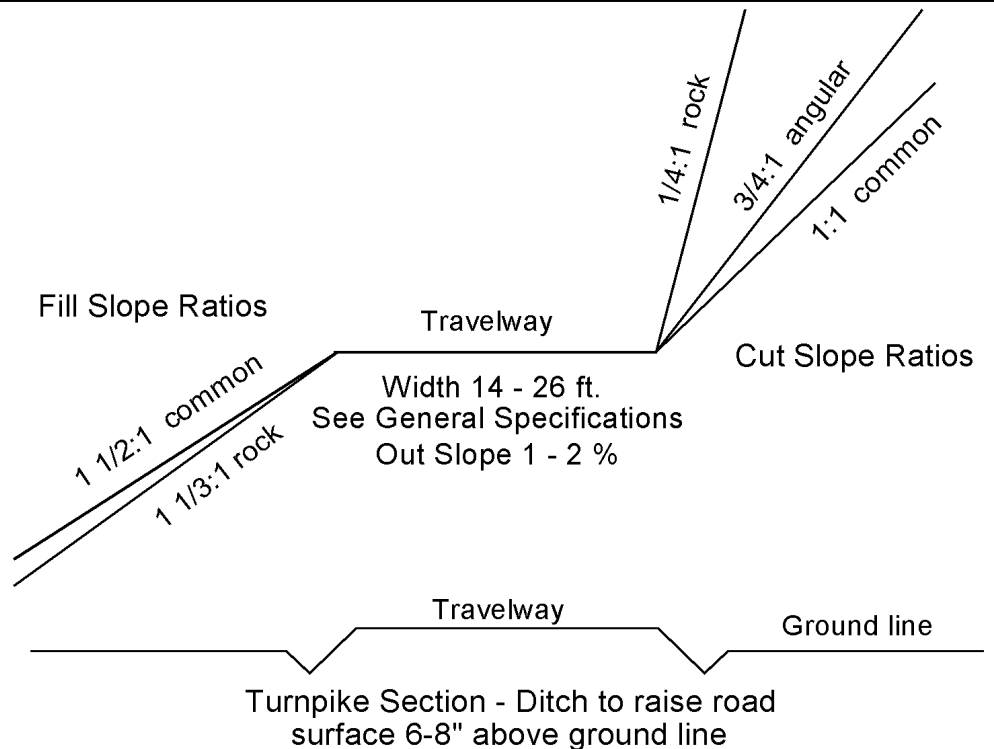 1/4:1 rock
3/4:1 angular
1:1 common
Fill Slope Ratios
Travelway
Cut Slope Ratios
Width 14 - 26 ft.
See General Specifications
Out Slope 1 - 2 %
1 1/2:1 common
1 1/3:1 rock
Travelway
Ground line
Turnpike Section - Ditch to raise road
surface 6-8" above ground line